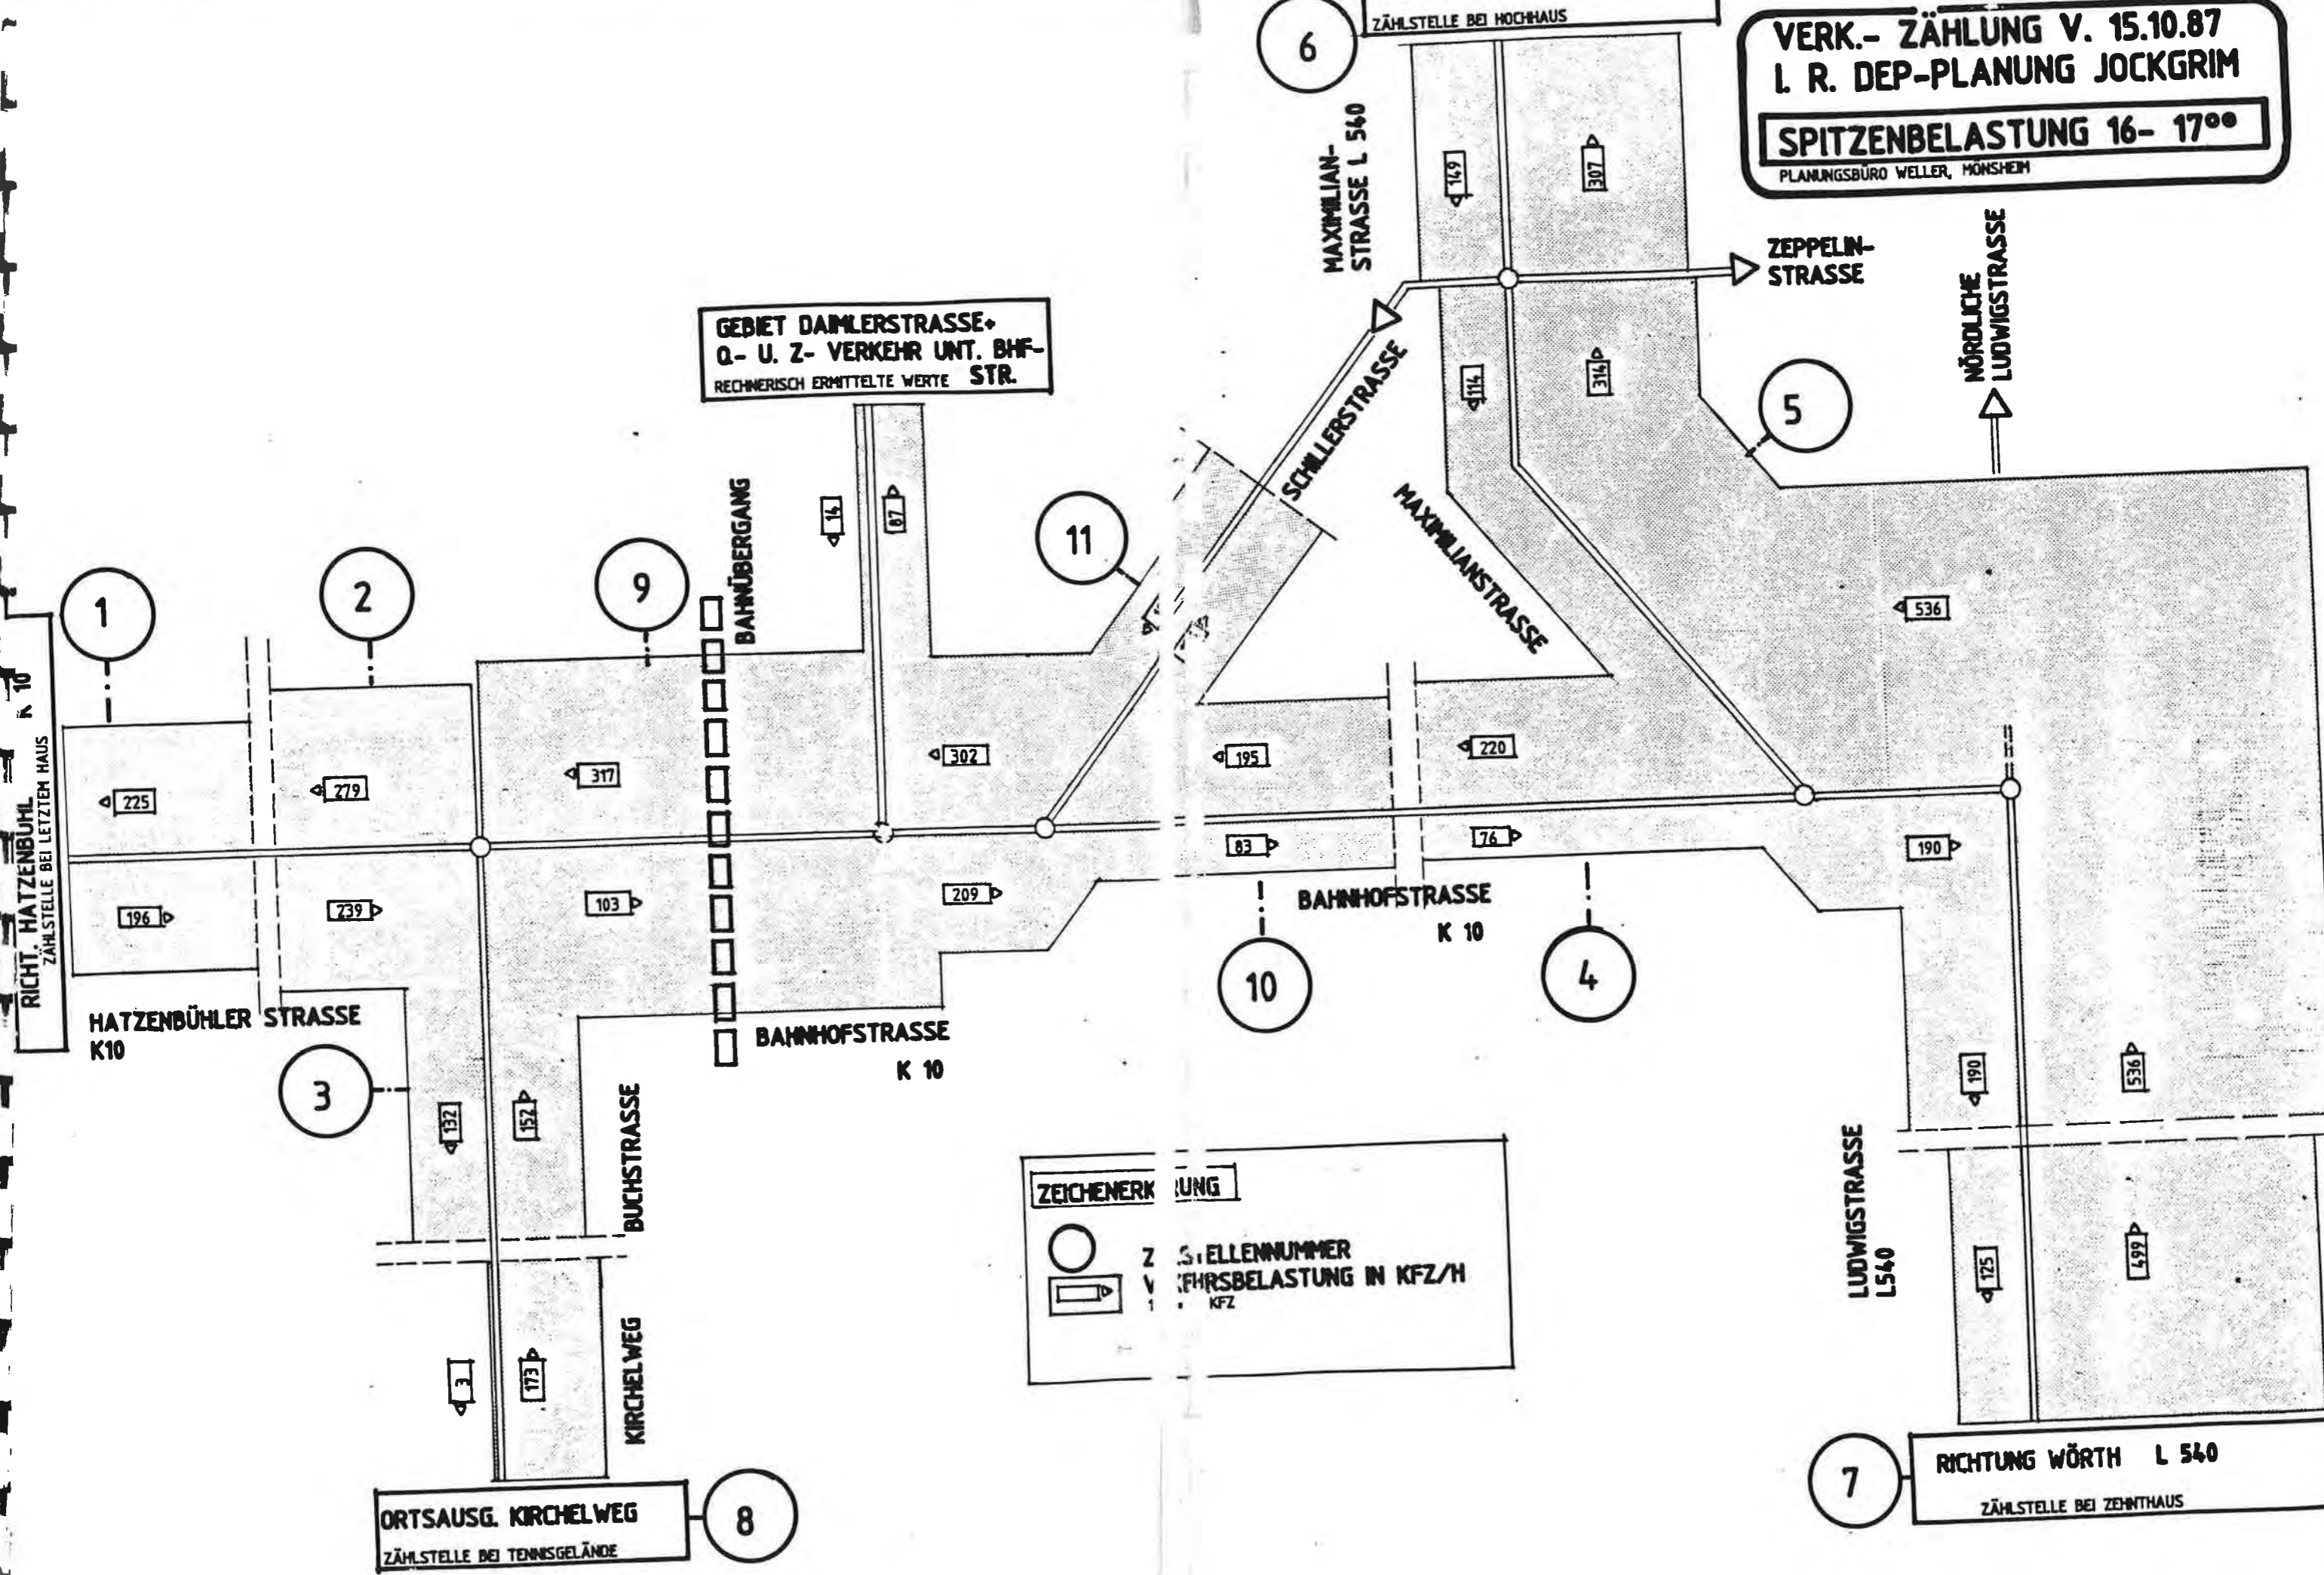 6
ZÄHLSTELLE BEI HOCHHAUS
VERK.- ZÄHLUNG V. 15.10.87
I. R. DEP-PLANUNG JOCKGRIM
SPITZENBELASTUNG 16- 17°°
PLANUNGSBÜRO WELLER, MÖNSHEIM
MAXIMILIAN-
STRASSE L 540
149
307
ZEPPELIN-
STRASSE
NÖRDLICHE
LUDWIGSTRASSE
GEBIET DAIMLERSTRASSE+
Q- U. Z- VERKEHR UNT. BHF-
RECHNERISCH ERMITTELTE WERTE STR.
114
314
5
SCHILLERSTRASSE
MAXIMILIANSTRASSE
14
87
BAHNÜBERGANG
11
1
2
9
536
RICHT. HATZENBÜHL K 10
ZÄHLSTELLE BEI LETZTEM HAUS
225
279
317
302
195
220
196
239
103
209
83
76
190
HATZENBÜHLER STRASSE
K10
BAHNHOFSTRASSE
K 10
BAHNHOFSTRASSE
K 10
10
4
3
132
152
BUCHSTRASSE
190
536
LUDWIGSTRASSE
L540
125
499
ZEICHENERK
RUNG
ELLENNUMMER
FHRSBELASTUNG IN KFZ/H
KFZ
3
173
KIRCHELWEG
ORTSAUSG. KIRCHELWEG
ZÄHLSTELLE BEI TENNISGELÄNDE
8
7
RICHTUNG WÖRTH L 540
ZÄHLSTELLE BEI ZEHNTHAUS